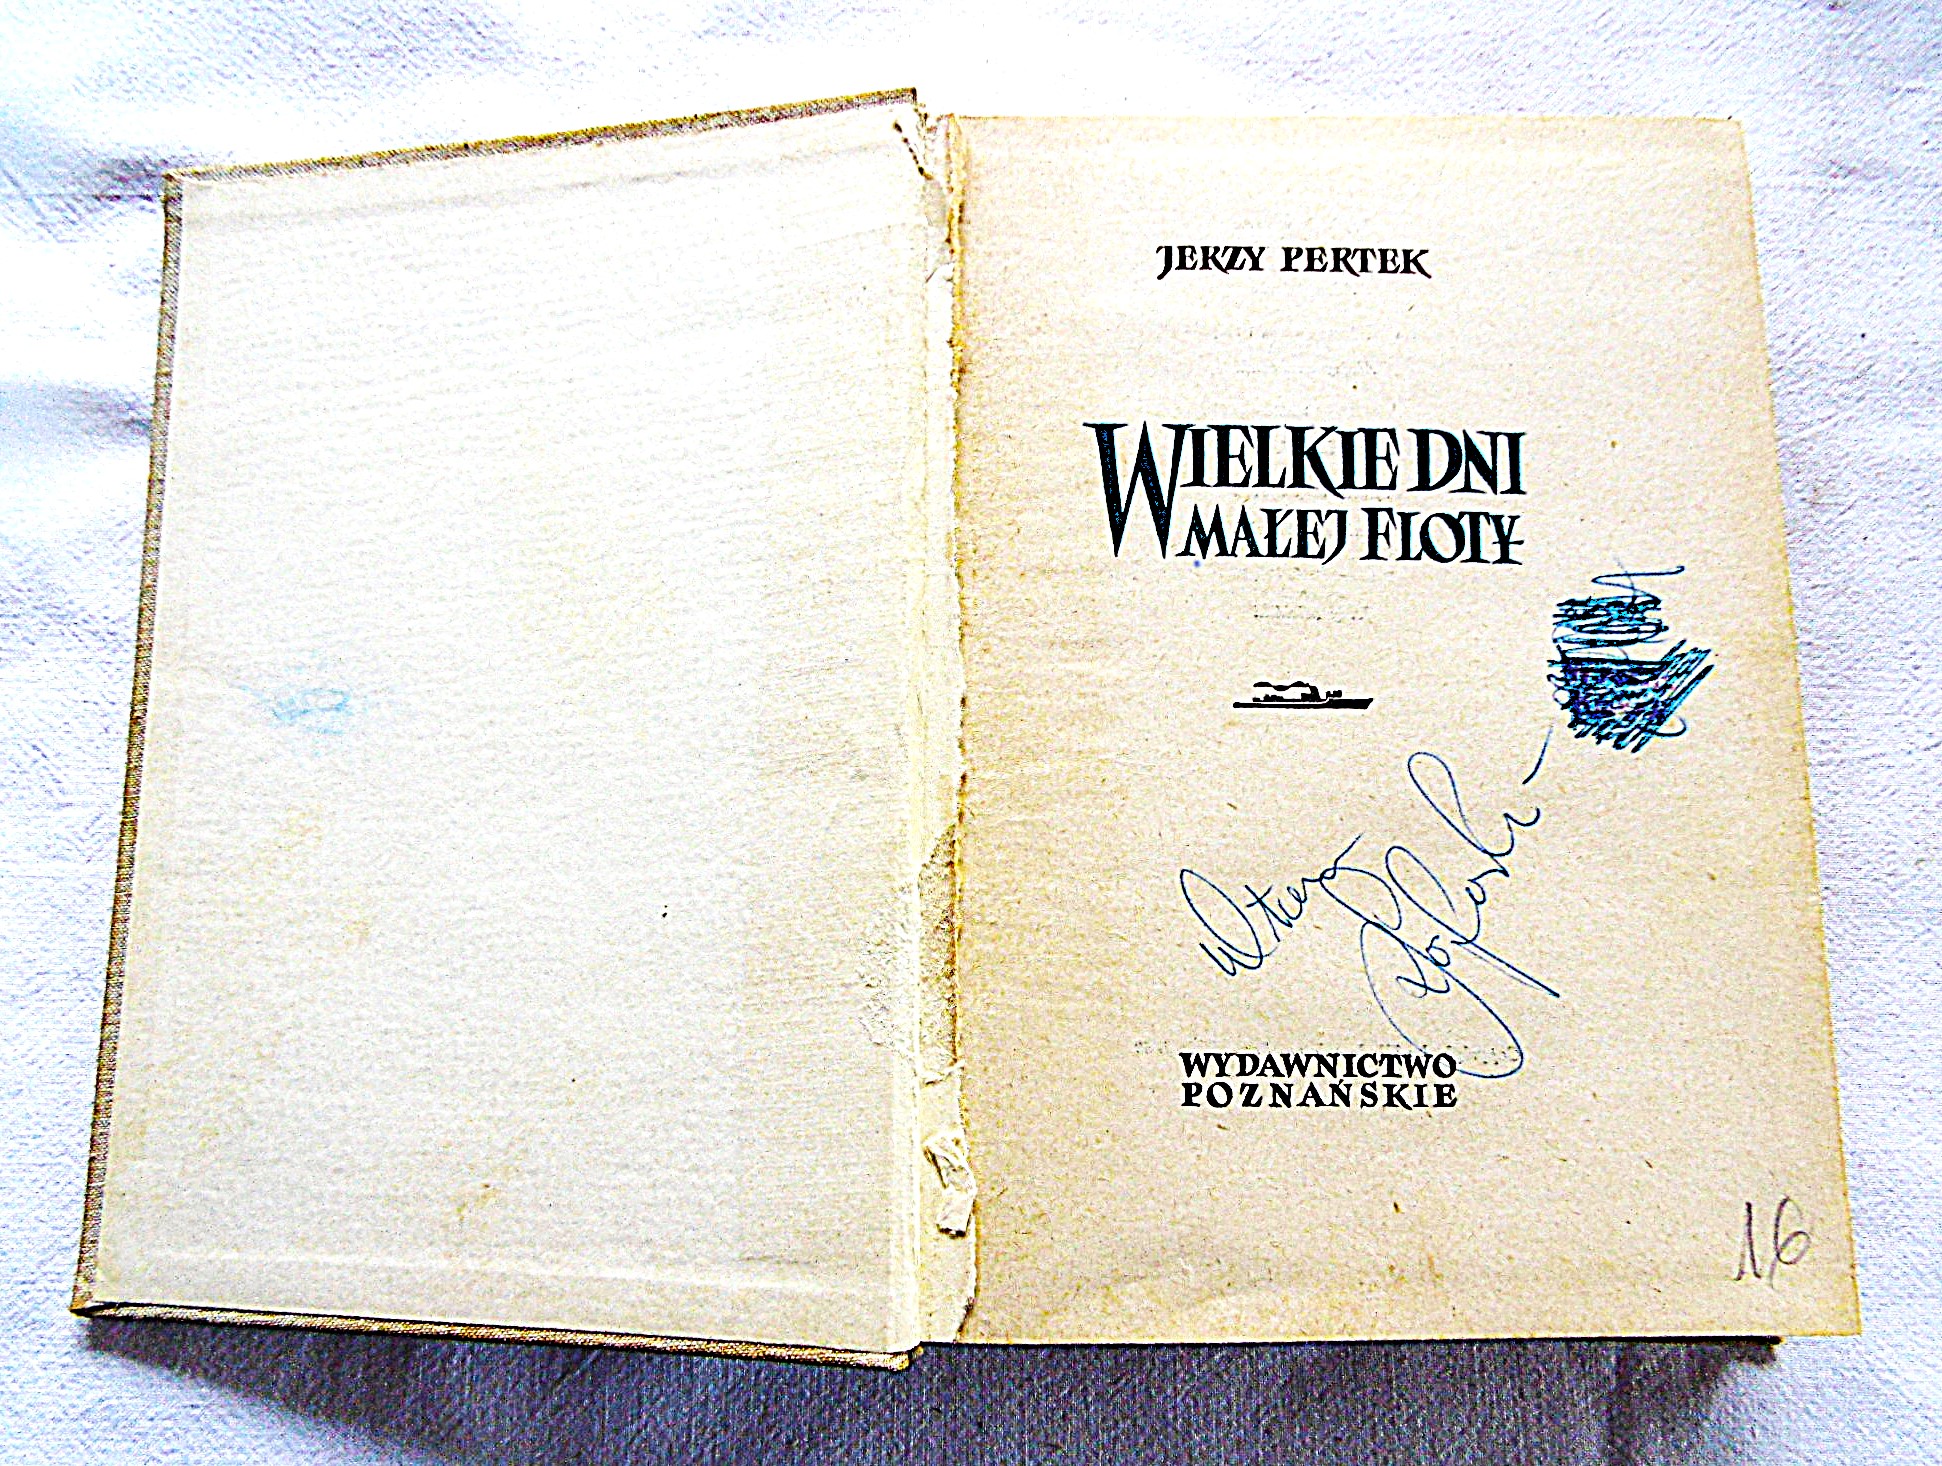 JERZY PERTEK
WIELKIE DNI
MAŁEJ FLOTY
WYDAWNICTWO
POZNAŃSKIE
16